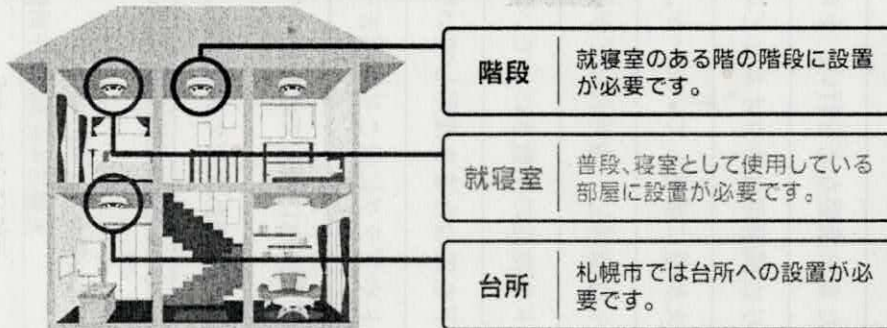 階段
就寝室のある階の階段に設置
が必要です。
就寝室
普段、寝室として使用している
部屋に設置が必要です。
台所
札幌市では台所への設置が必
要です。